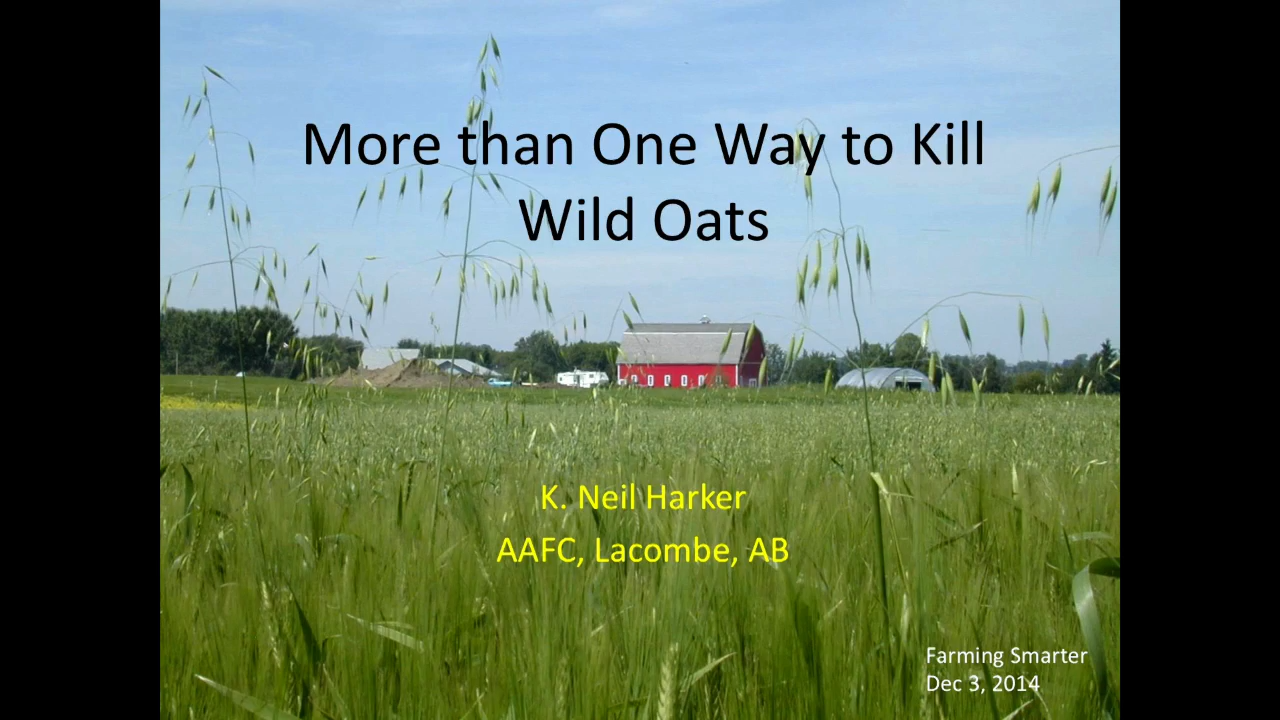 More than One Way to Kill
Wild Oats
K. Neil Harker
AAFC, Lacombe, AB
Farming Smarter
Dec 3, 2014